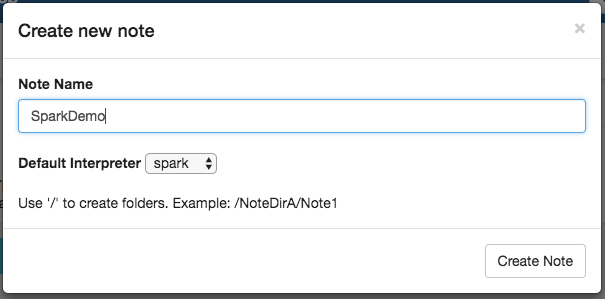 Create new note
×
Note Name
SparkDemo
Default Interpreter spark
Use '/' to create folders. Example: /NoteDirA/Note1
Create Note